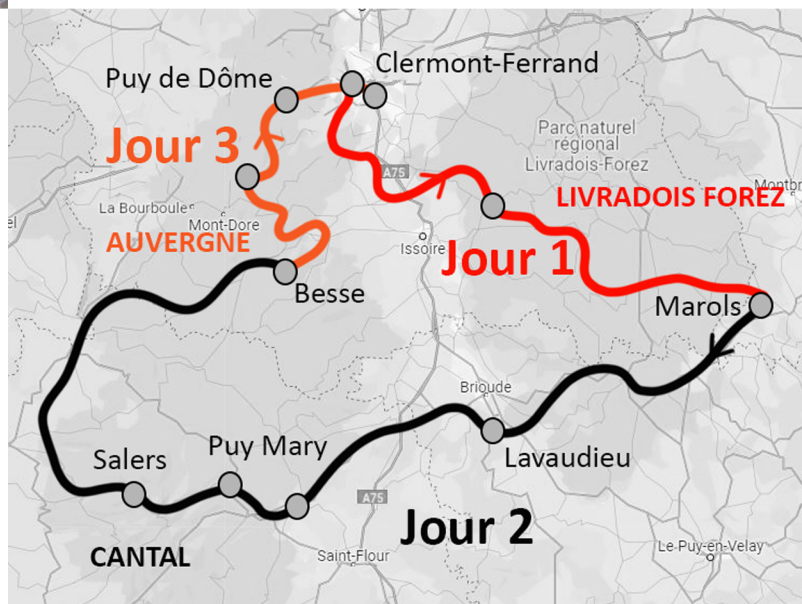 Clermont-Ferrand
Puy de Dôme
Jour 3
Parc naturel
régional
Livradois-Forez
A75
LIVRADOIS FOREZ
La Bourboule
Mont-Dore
AUVERGNE
Issoire
Jour 1
Besse
Marols
Brioude
Lavaudieu
Puy Mary
Salers
A75
Jour 2
CANTAL
Saint-Flour
Le Puy-en-Velay